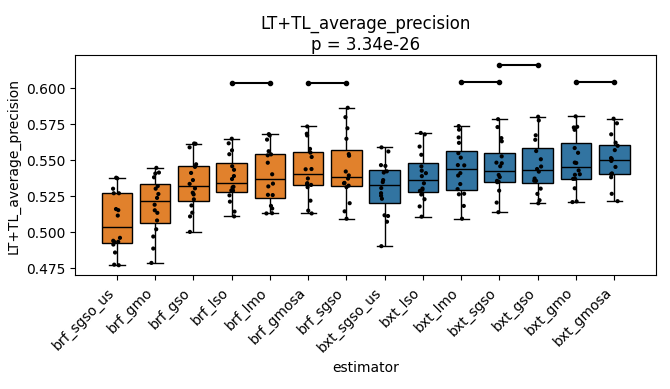 LT+TL_average_precision
p = 3.34e-26
LT+TL_average_precision
0.600
0.575
0.550
0.525
0.500
0.475
brf_sgso_us
brf_gmo
brf_gso
brf_lso
brf_lmo
brf_gmosa
brf_sgso
bxt_sgso_us
bxt_lso
bxt_lmo
bxt_sgso
bxt_gso
bxt_gmo
bxt_gmosa
estimator